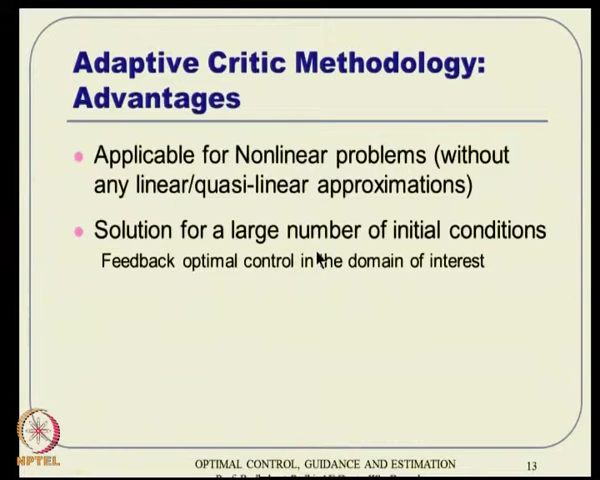 Adaptive Critic Methodology:
Advantages
Applicable for Nonlinear problems (without
any linear/quasi-linear approximations)
Solution for a large number of initial conditions
Feedback optimal control in the domain of interest
NPTEL
OPTIMAL CONTROL, GUIDANCE AND ESTIMATION
13